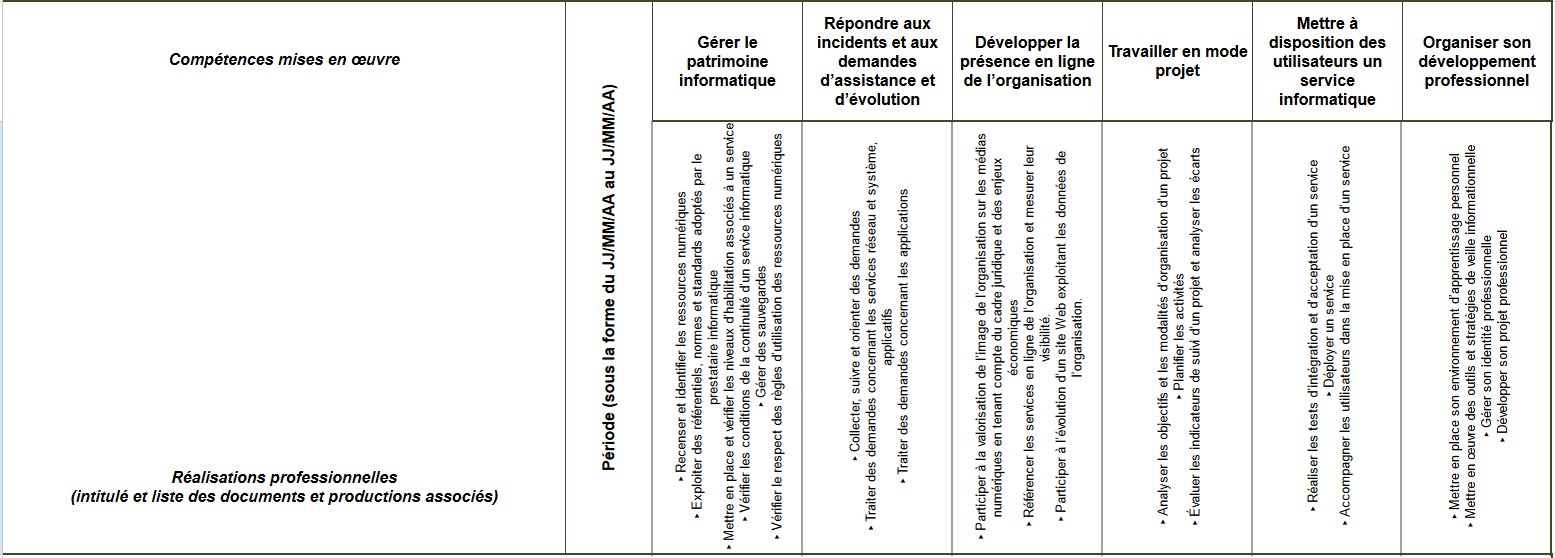 Compétences mises en œuvre
Réalisations professionnelles
(intitulé et liste des documents et productions associés)
Période (sous la forme du JJ/MM/AA au JJ/MM/AA)
Gérer le
patrimoine
informatique
‣ Recenser et identifier les ressources numériques
‣ Exploiter des référentiels, normes et standards adoptés par le
prestataire informatique
‣ Mettre en place et vérifier les niveaux d'habilitation associés à un service
‣ Vérifier les conditions de la continuité d'un service informatique
‣ Gérer des sauvegardes
‣ Vérifier le respect des règles d'utilisation des ressources numériques
Répondre aux
incidents et aux
demandes
d'assistance et
d'évolution
‣ Collecter, suivre et orienter des demandes
‣ Traiter des demandes concernant les services réseau et système,
applicatifs
‣ Traiter des demandes concernant les applications
Développer la
présence en ligne
de l'organisation
‣ Participer à la valorisation de l'image de l'organisation sur les médias
numériques en tenant compte du cadre juridique et des enjeux
économiques
‣ Référencer les services en ligne de l'organisation et mesurer leur
visibilité.
‣ Participer à l'évolution d'un site Web exploitant les données de
l'organisation.
Travailler en mode
projet
‣ Analyser les objectifs et les modalités d'organisation d'un projet
‣ Planifier les activités
‣ Évaluer les indicateurs de suivi d'un projet et analyser les écarts
Mettre à
disposition des
utilisateurs un
service
informatique
‣ Réaliser les tests d'intégration et d'acceptation d'un service
‣ Déployer un service
‣ Accompagner les utilisateurs dans la mise en place d'un service
Organiser son
développement
professionnel
‣ Mettre en place son environnement d'apprentissage personnel
‣ Mettre en œuvre des outils et stratégies de veille informationnelle
‣ Gérer son identité professionnelle
‣ Développer son projet professionnel